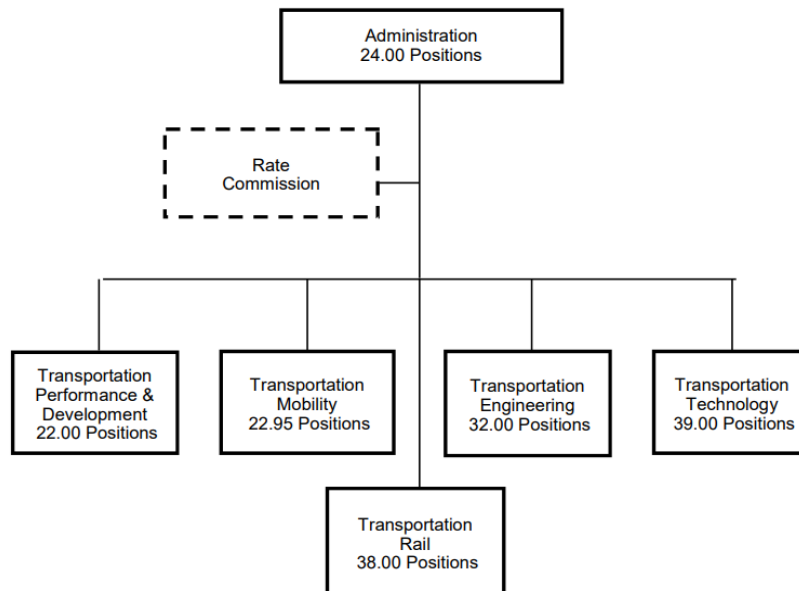 Administration
24.00 Positions
Rate
Commission
Transportation
Performance &
Development
22.00 Positions
Transportation
Mobility
22.95 Positions
Transportation
Engineering
32.00 Positions
Transportation
Technology
39.00 Positions
Transportation
Rail
38.00 Positions